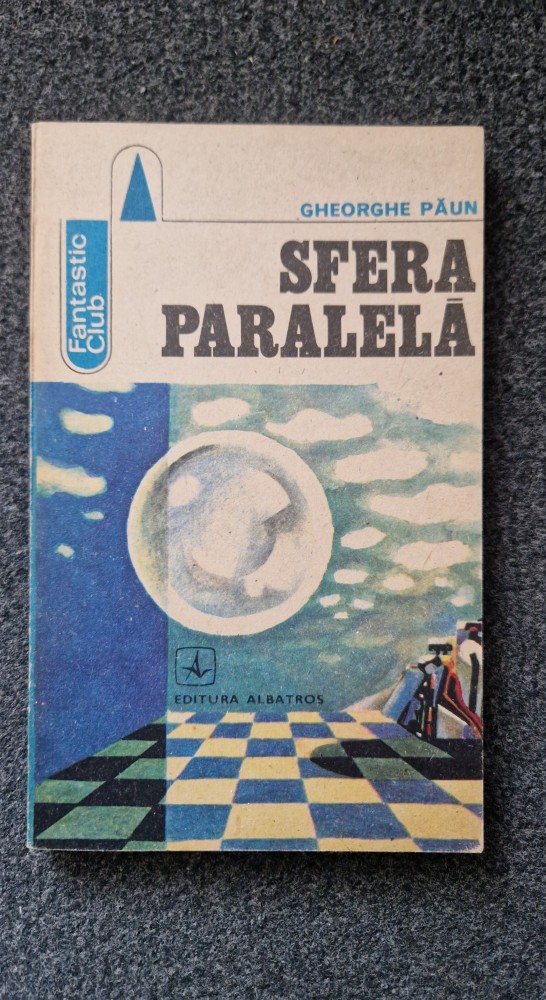 GHEORGHE PĂUN
SFERA
PARALELĂ
Fantastic
Club
EDITURA ALBATROS